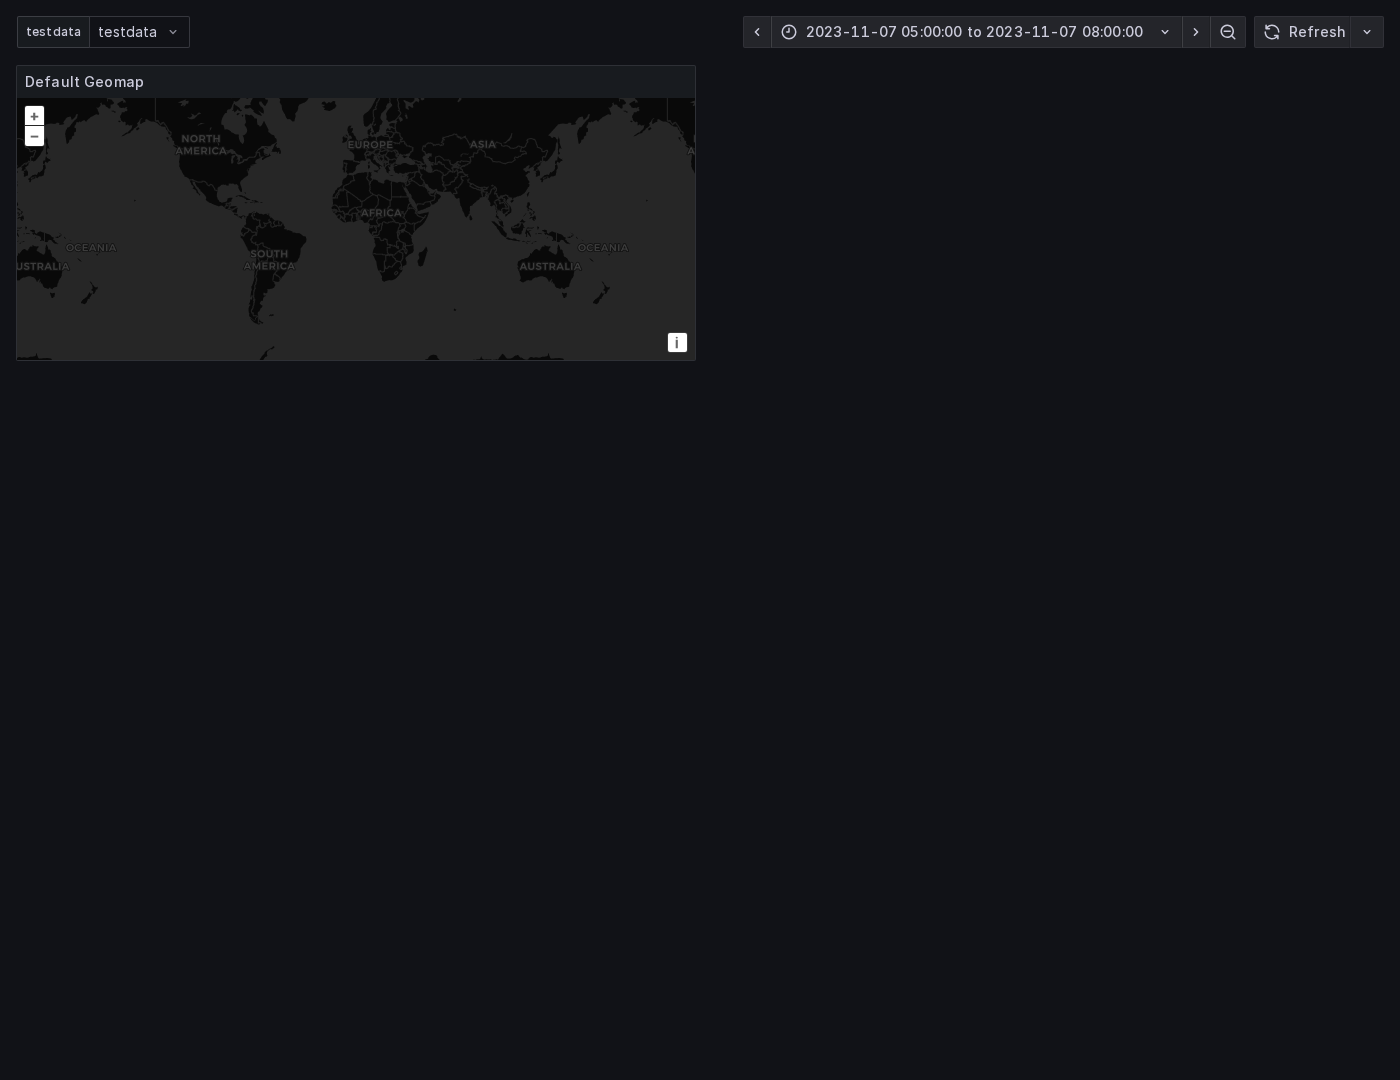 testdata testdata
2023-11-07 05:00:00 to 2023-11-07 08:00:00
Refresh
Default Geomap
+
−
NORTH
AMERICA
EUROPE
ASIA
AFRICA
OCEANIA
OCEANIA
SOUTH
AMERICA
USTRALIA
AUSTRALIA
i